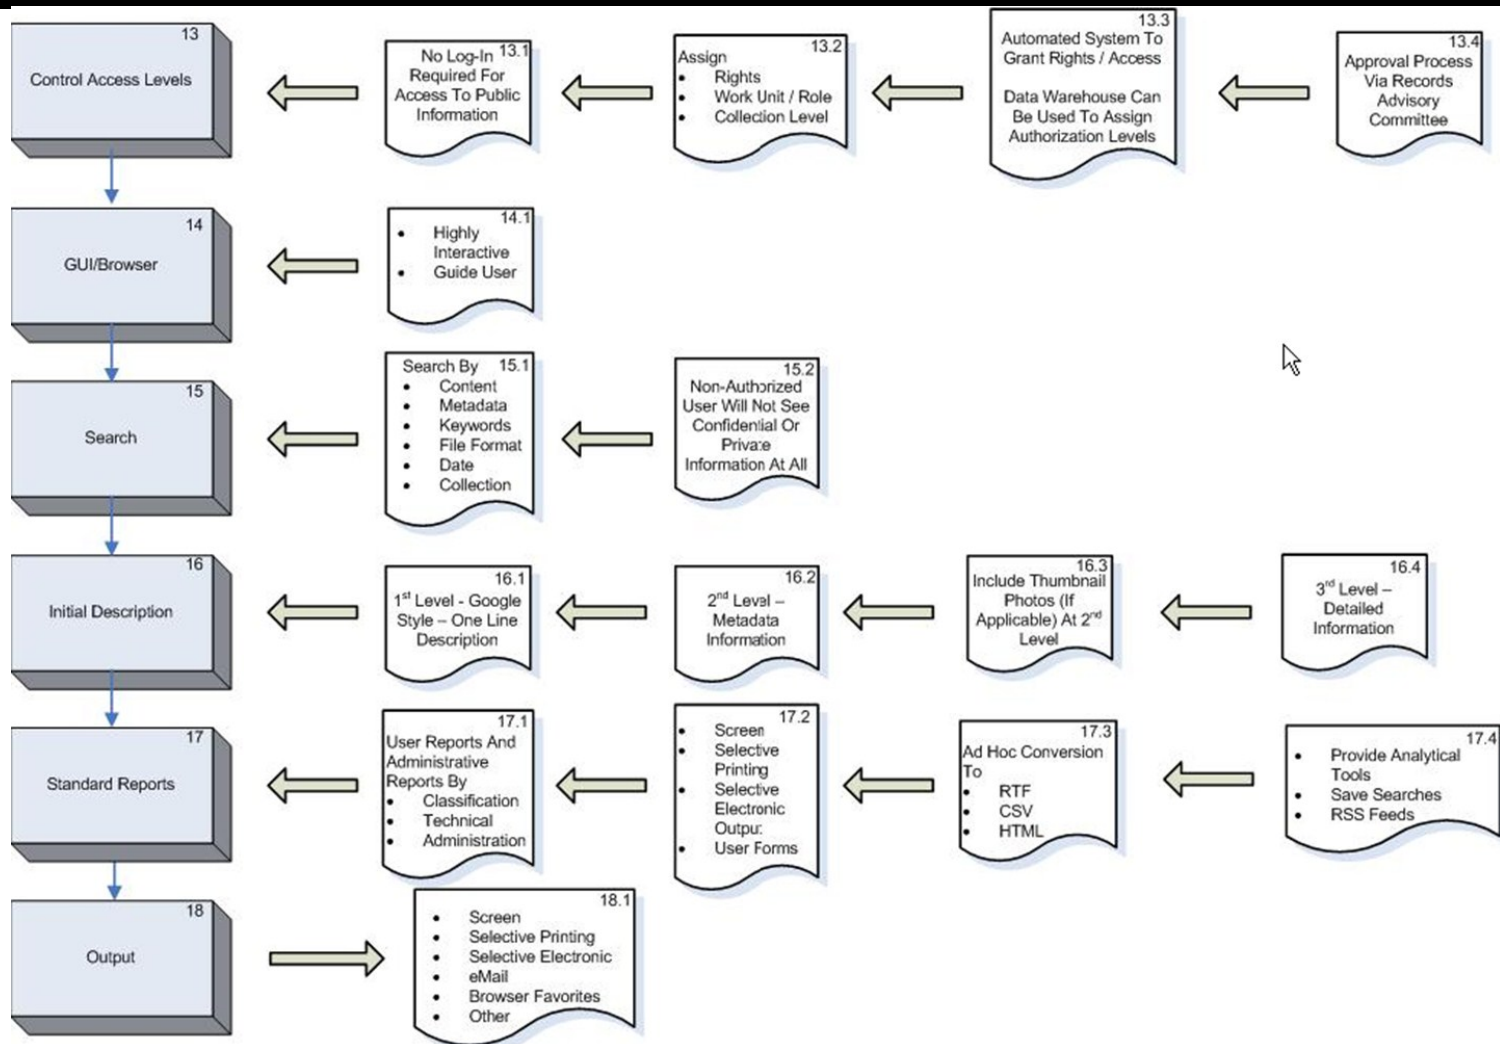 13
Control Access Levels
13.1
No Log-In
Required For
Access To Public
Information
13.2
Assign
• Rights
• Work Unit / Role
• Collection Level
13.3
Automated System To
Grant Rights / Access
Data Warehouse Can
Be Used To Assign
Authorization Levels
13.4
Approval Process
Via Records
Advisory
Committee
14
GUI/Browser
14.1
• Highly
Interactive
• Guide User
15
Search
15.1
Search By
• Content
• Metadata
• Keywords
• File Format
• Date
• Collection
15.2
Non-Authorized
User Will Not See
Confidential Or
Private
Information At All
16
Initial Description
16.1
1st Level - Google
Style – One Line
Description
16.2
2nd Level –
Metadata
Information
16.3
Include Thumbnail
Photos (If
Applicable) At 2nd
Level
16.4
3rd Level –
Detailed
Information
17
Standard Reports
17.1
User Reports And
Administrative
Reports By
• Classification
• Technical
• Administration
17.2
• Screen
• Selective
Printing
• Selective
Electronic
Output
• User Forms
17.3
Ad Hoc Conversion
To
• RTF
• CSV
• HTML
17.4
• Provide Analytical
Tools
• Save Searches
• RSS Feeds
18
Output
18.1
• Screen
• Selective Printing
• Selective Electronic
• eMail
• Browser Favorites
• Other